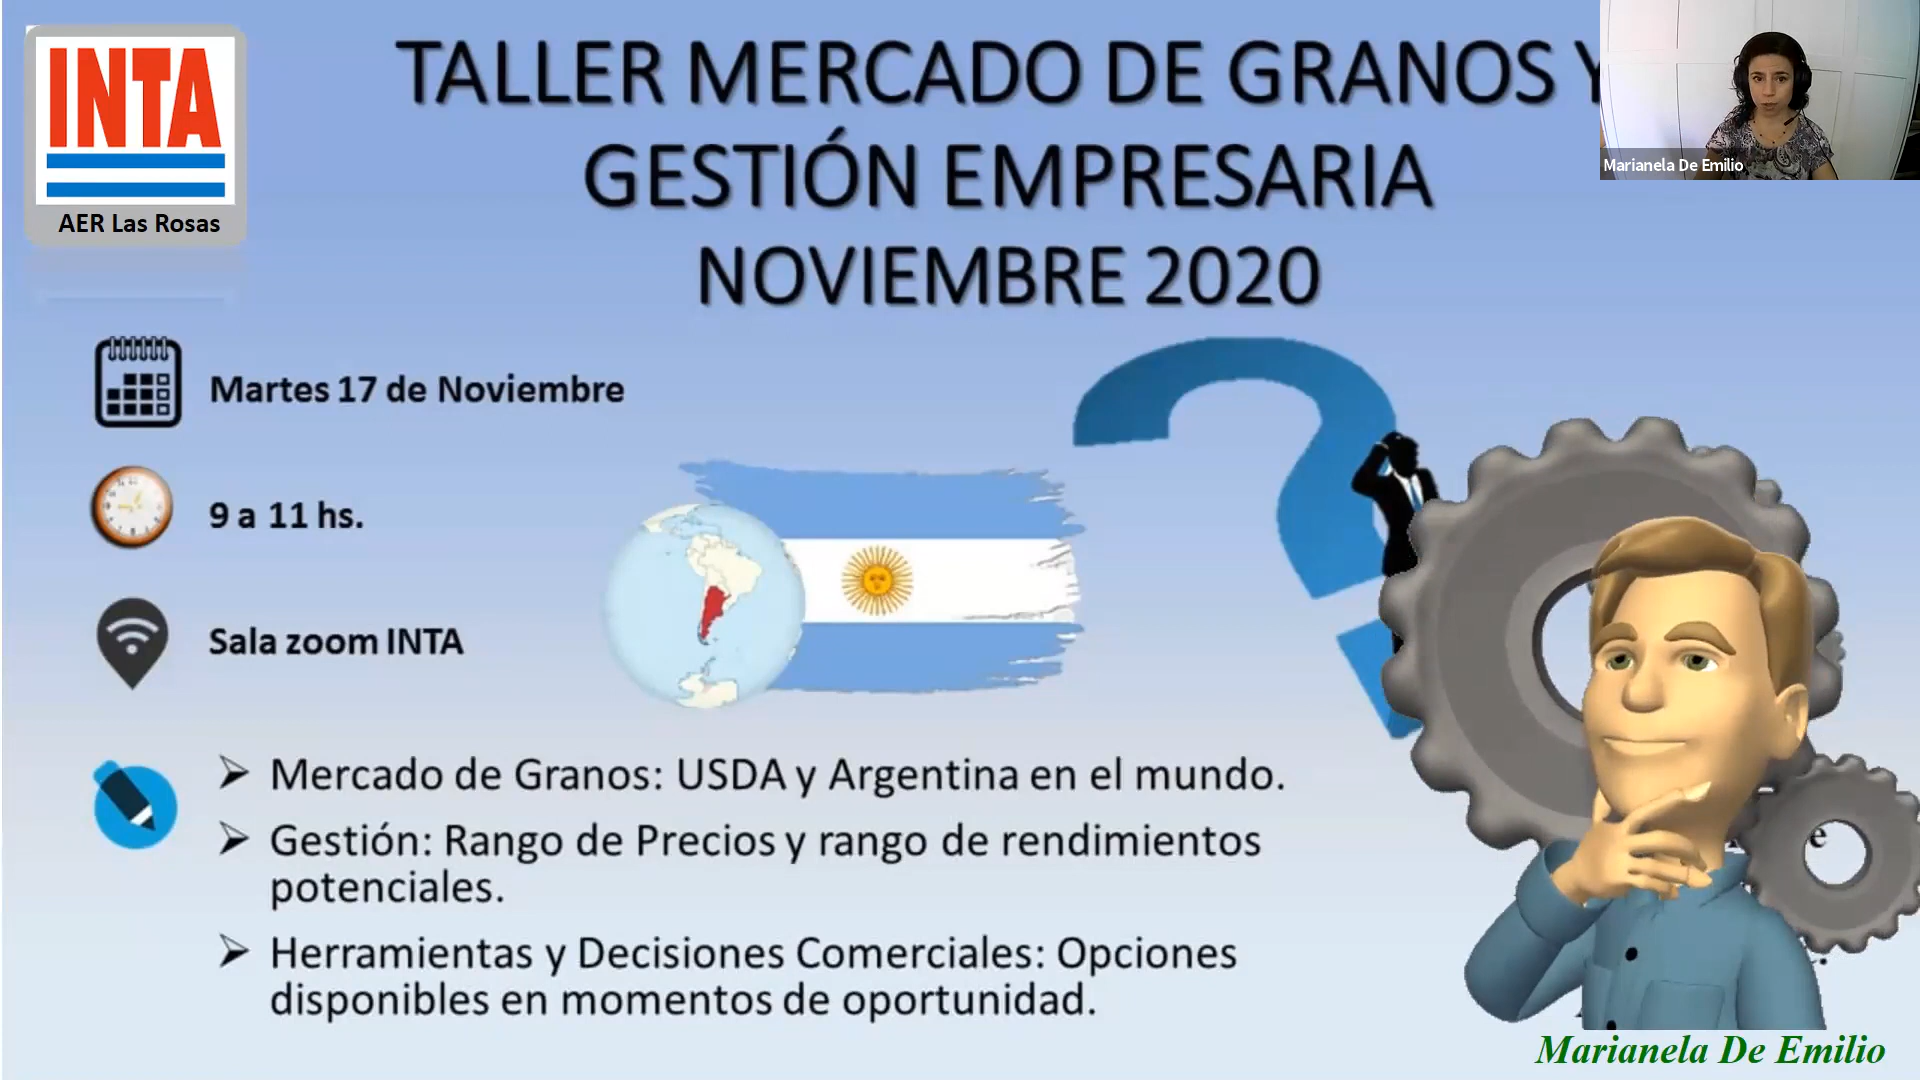 INTA
AER Las Rosas
TALLER MERCADO DE GRANOS Y
GESTIÓN EMPRESARIA
NOVIEMBRE 2020
Marianela De Emilio
Martes 17 de Noviembre
9 a 11 hs.
Sala zoom INTA
Mercado de Granos: USDA y Argentina en el mundo.
Gestión: Rango de Precios y rango de rendimientos
potenciales.
Herramientas y Decisiones Comerciales: Opciones
disponibles en momentos de oportunidad.
Marianela De Emilio